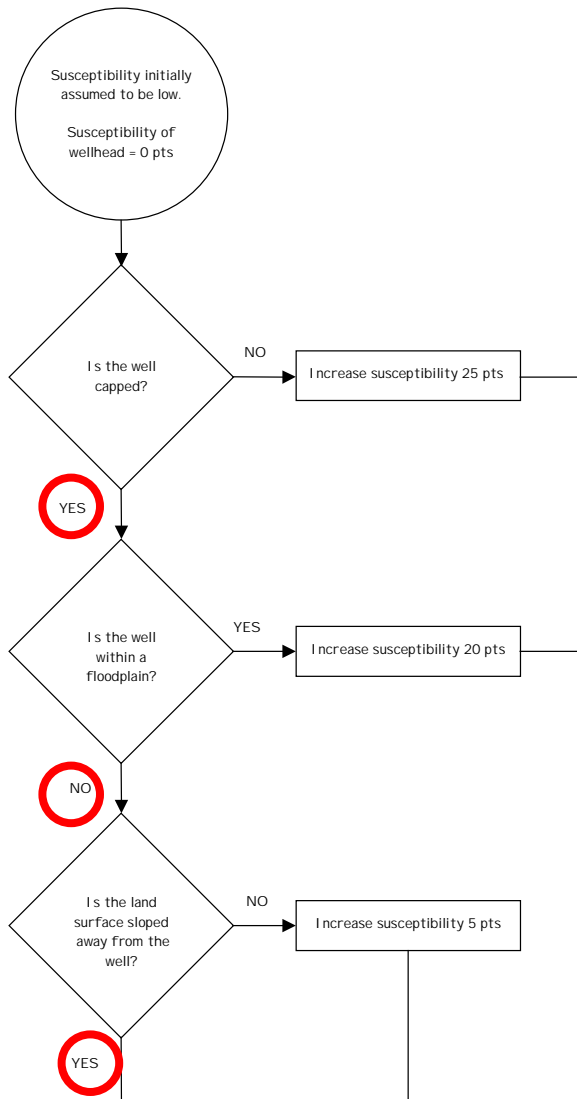 Susceptibility initially
assumed to be low.
Susceptibility of
wellhead = 0 pts
Is the well
capped?
NO
Increase susceptibility 25 pts
YES
Is the well
within a
floodplain?
YES
Increase susceptibility 20 pts
NO
Is the land
surface sloped
away from the
well?
NO
Increase susceptibility 5 pts
YES